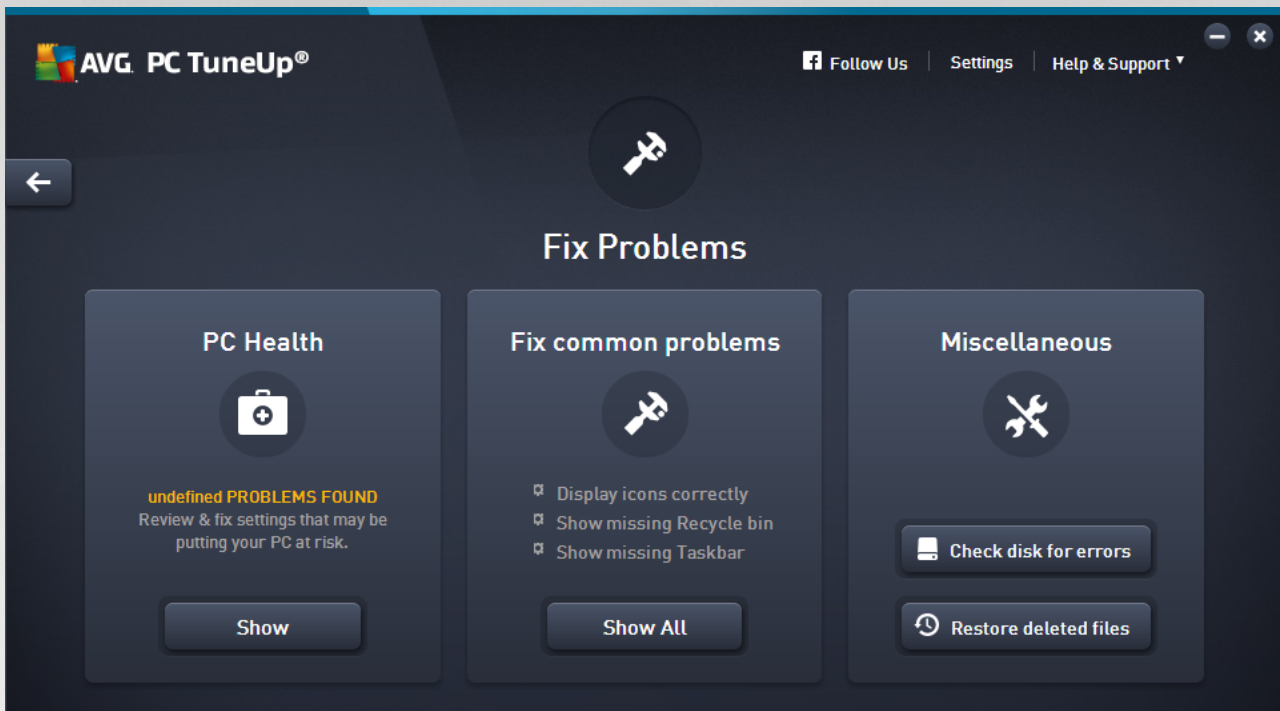 AVG PC TuneUp®
Follow Us
Settings
Help & Support
Fix Problems
PC Health
undefined PROBLEMS FOUND
Review & fix settings that may be
putting your PC at risk.
Show
Fix common problems
Display icons correctly
Show missing Recycle bin
Show missing Taskbar
Show All
Miscellaneous
Check disk for errors
Restore deleted files